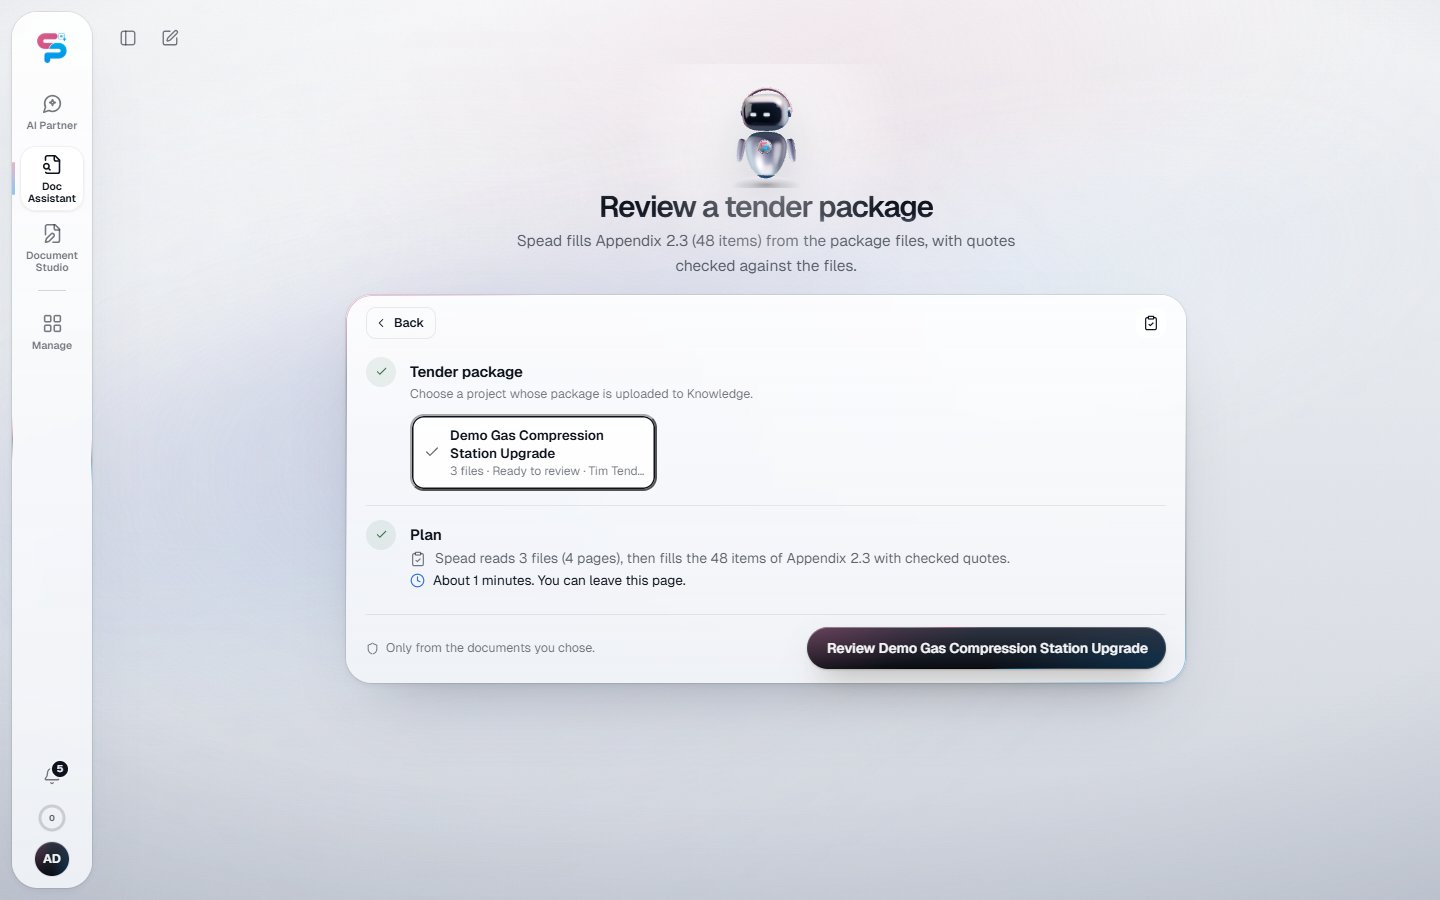 AI Partner
Doc
Assistant
Document
Studio
Manage
5
0
AD
Review a tender package
Spead fills Appendix 2.3 (48 items) from the package files, with quotes
checked against the files.
Back
Tender package
Choose a project whose package is uploaded to Knowledge.
Demo Gas Compression
Station Upgrade
3 files · Ready to review · Tim Tend...
Plan
Spead reads 3 files (4 pages), then fills the 48 items of Appendix 2.3 with checked quotes.
About 1 minutes. You can leave this page.
Only from the documents you chose.
Review Demo Gas Compression Station Upgrade